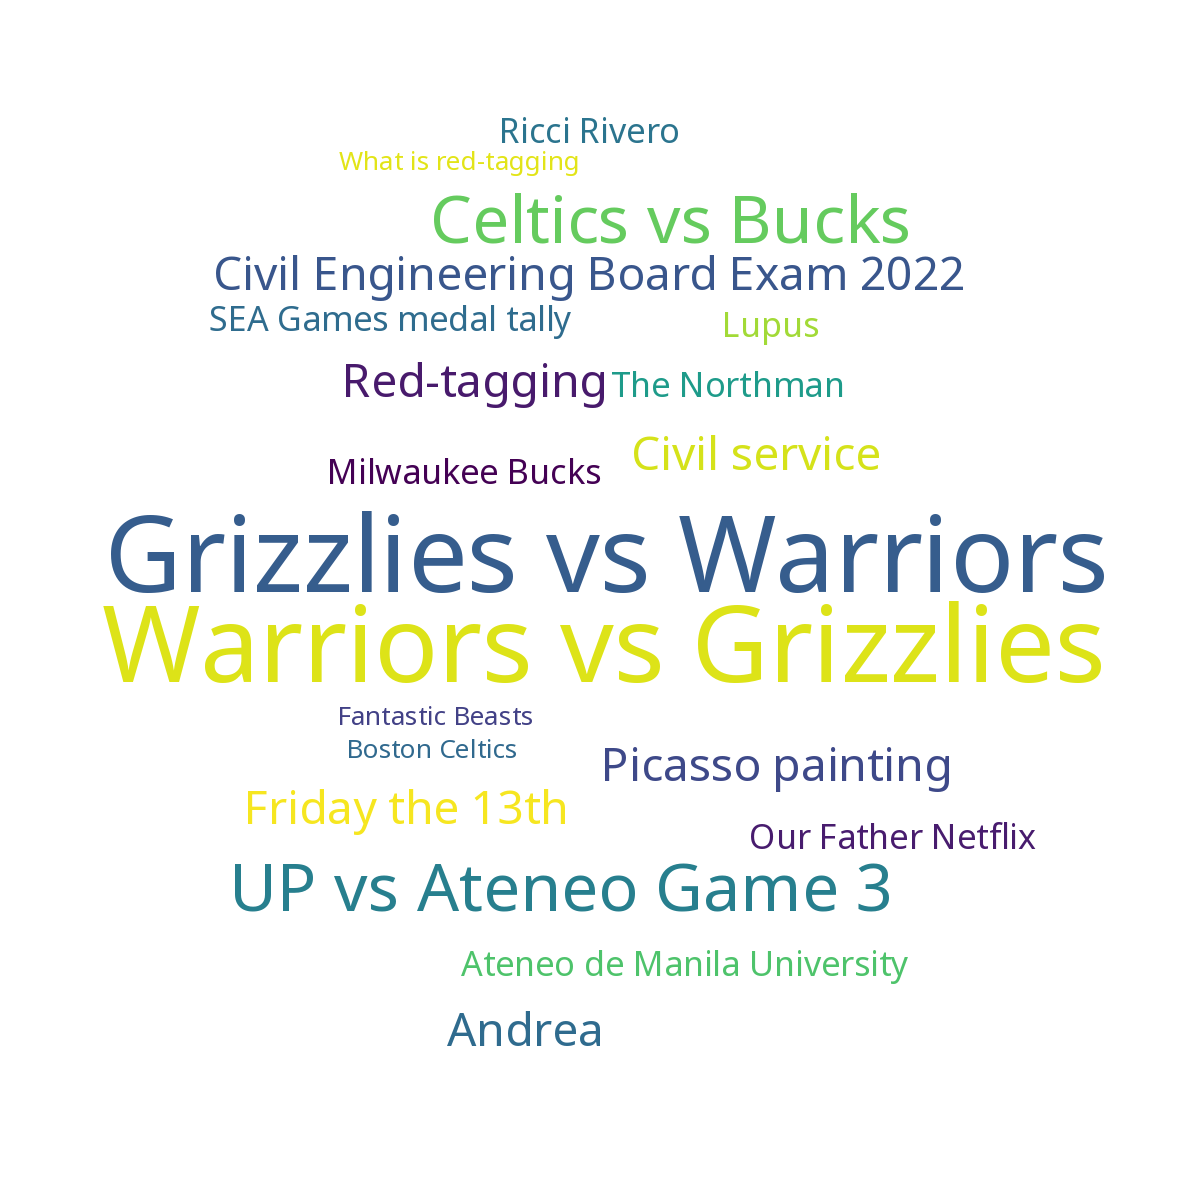 Ricci Rivero
What is red-tagging
Celtics vs Bucks
Civil Engineering Board Exam 2022
SEA Games medal tally
Lupus
Red-tagging
The Northman
Civil service
Milwaukee Bucks
Grizzlies vs Warriors
Warriors vs Grizzlies
Fantastic Beasts
Boston Celtics
Picasso painting
Friday the 13th
Our Father Netflix
UP vs Ateneo Game 3
Ateneo de Manila University
Andrea